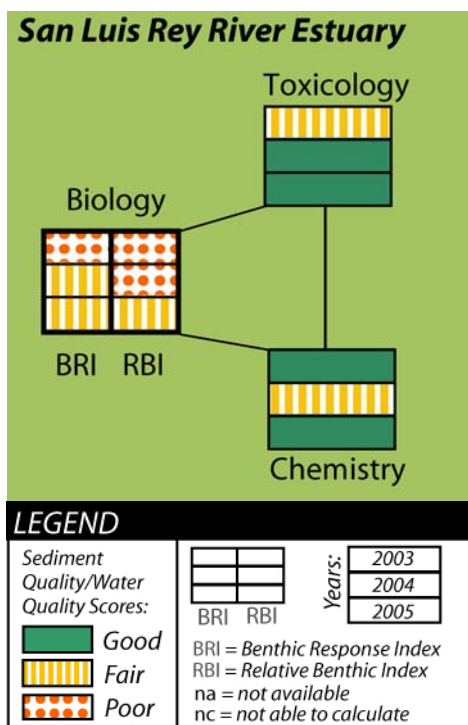 San Luis Rey River Estuary
Toxicology
Biology
BRI RBI
Chemistry
LEGEND
Sediment
Quality/Water
Quality Scores:
Good
Fair
Poor
BRI RBI
Years:
2003
2004
2005
BRI = Benthic Response Index
RBI = Relative Benthic Index
na = not available
nc = not able to calculate